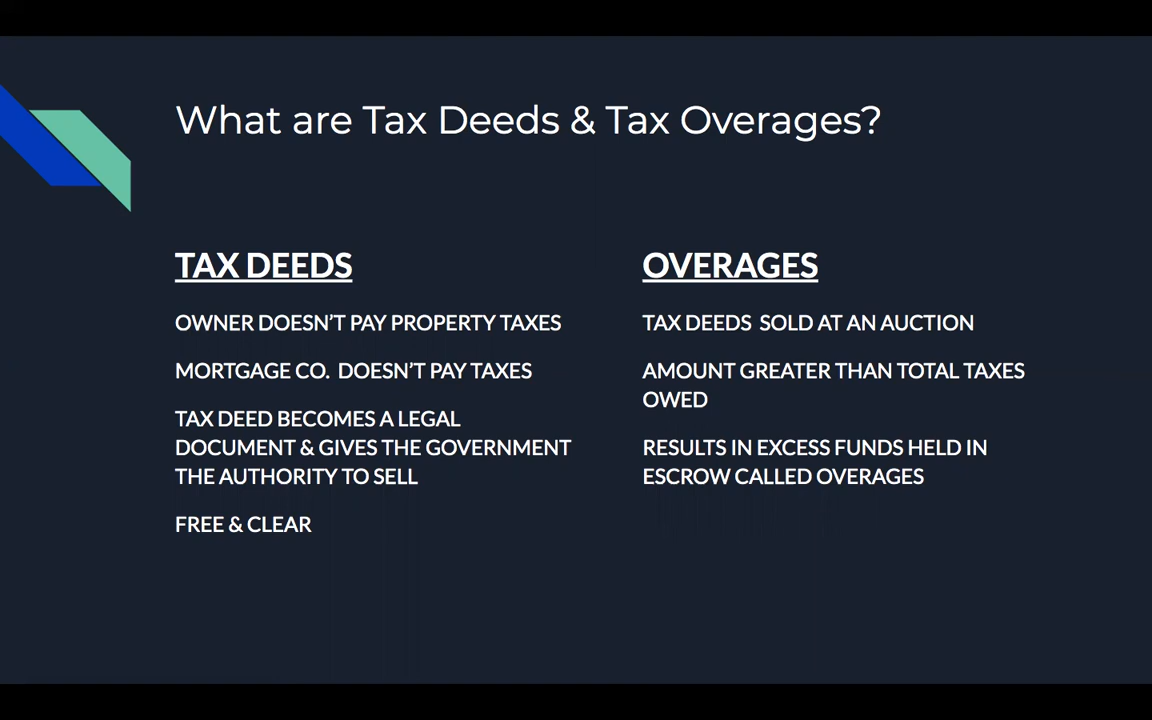 What are Tax Deeds & Tax Overages?
TAX DEEDS
OWNER DOESN'T PAY PROPERTY TAXES
MORTGAGE CO.  DOESN'T PAY TAXES
TAX DEED BECOMES A LEGAL
DOCUMENT & GIVES THE GOVERNMENT
THE AUTHORITY TO SELL
FREE & CLEAR
OVERAGES
TAX DEEDS  SOLD AT AN AUCTION
AMOUNT GREATER THAN TOTAL TAXES
OWED
RESULTS IN EXCESS FUNDS HELD IN
ESCROW CALLED OVERAGES